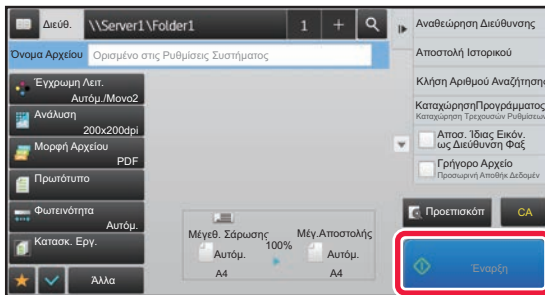 Διεύθ. \\Server1\Folder1 1 +
Όνομα Αρχείου Ορισμένο στις Ρυθμίσεις Συστήματος
Έγχρωμη Λειτ.
Αυτόμ./Μονο2
Ανάλυση
200x200dpi
Μορφή Αρχείου
PDF
Πρωτότυπο
Φωτεινότητα
Αυτόμ.
Κατασκ. Εργ.
Άλλα
Μέγεθ. Σάρωσης
Αυτόμ.
A4
100%
Μέγ.Αποστολής
Αυτόμ.
A4
Αναθεώρηση Διεύθυνσης
Αποστολή Ιστορικού
Κλήση Αριθμού Αναζήτησης
ΚαταχώρησηΠρογράμματος
Καταχώρηση Τρεχουσών Ρυθμίσεων
Αποσ. Ίδιας Εικόν.
ως Διεύθυνση Φαξ
Γρήγορο Αρχείο
Προσωρινή Αποθήκ Δεδομέν
Προεπισκόπ
CA
Έναρξη